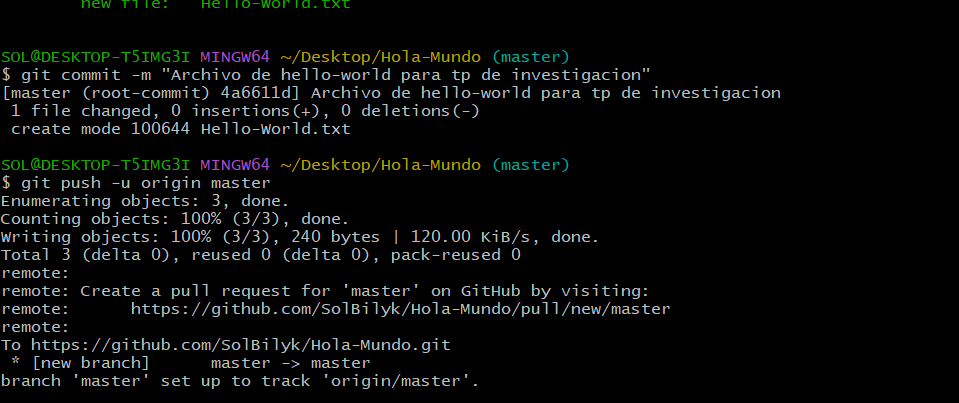 new file:   Hello-World.txt
SOL@DESKTOP-T5IMG3I MINGW64 ~/Desktop/Hola-Mundo (master)
$ git commit -m "Archivo de hello-world para tp de investigacion"
[master (root-commit) 4a6611d] Archivo de hello-world para tp de investigacion
 1 file changed, 0 insertions(+), 0 deletions(-)
 create mode 100644 Hello-World.txt
SOL@DESKTOP-T5IMG3I MINGW64 ~/Desktop/Hola-Mundo (master)
$ git push -u origin master
Enumerating objects: 3, done.
Counting objects: 100% (3/3), done.
Writing objects: 100% (3/3), 240 bytes | 120.00 KiB/s, done.
Total 3 (delta 0), reused 0 (delta 0), pack-reused 0
remote:
remote: Create a pull request for 'master' on GitHub by visiting:
remote:      https://github.com/SolBilyk/Hola-Mundo/pull/new/master
remote:
To https://github.com/SolBilyk/Hola-Mundo.git
 * [new branch]      master -> master
branch 'master' set up to track 'origin/master'.